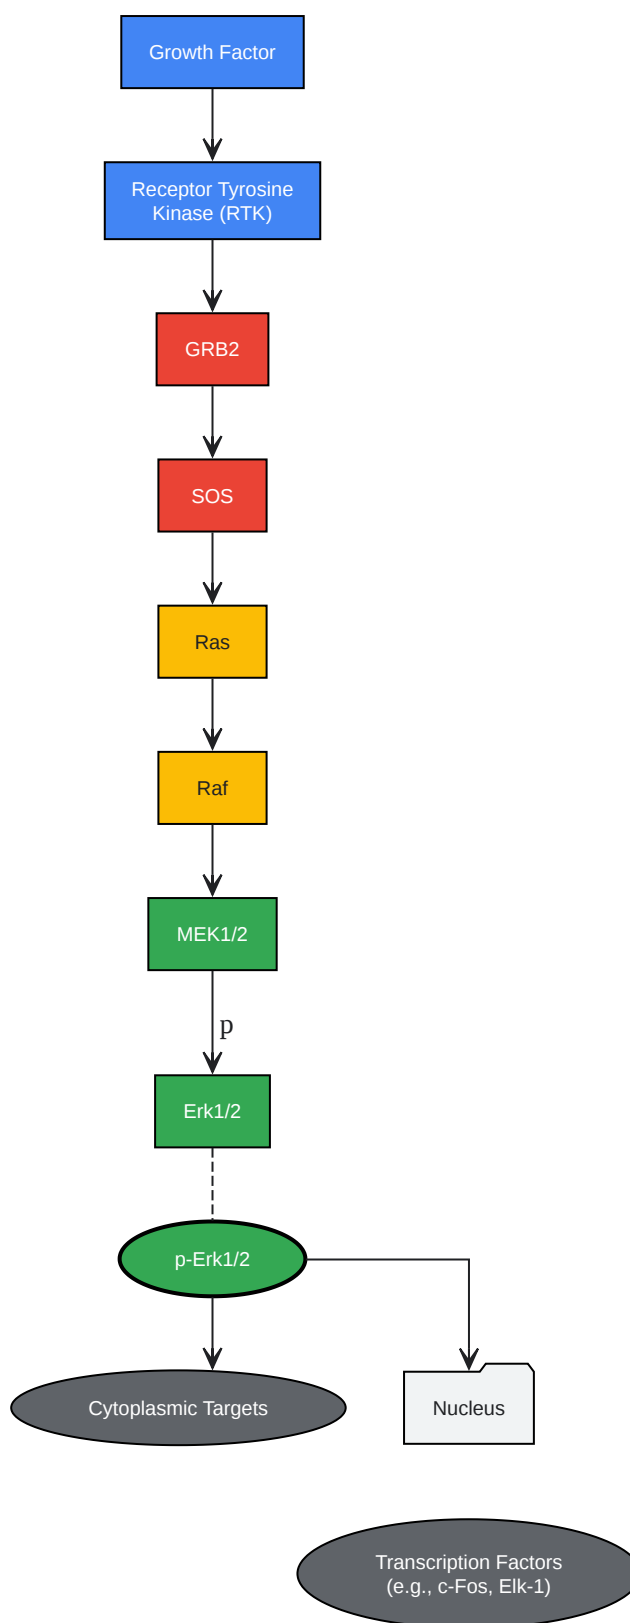 Growth Factor
Receptor Tyrosine
Kinase (RTK)
GRB2
SOS
Ras
Raf
MEK1/2
p
Erk1/2
p-Erk1/2
Cytoplasmic Targets
Nucleus
Transcription Factors
(e.g., c-Fos, Elk-1)